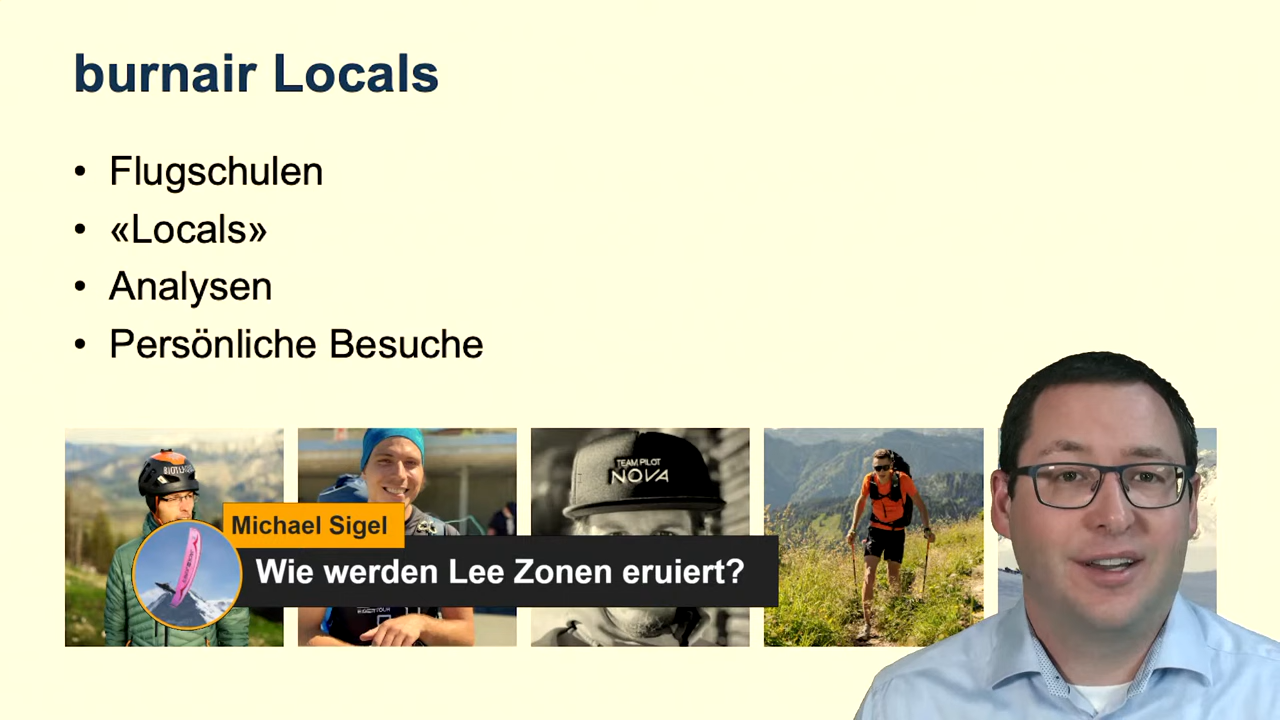 burnair Locals
• Flugschulen
• «Locals»
• Analysen
• Persönliche Besuche
TEAM PILOT
NOVA
Michael Sigel
Wie werden Lee Zonen eruiert?